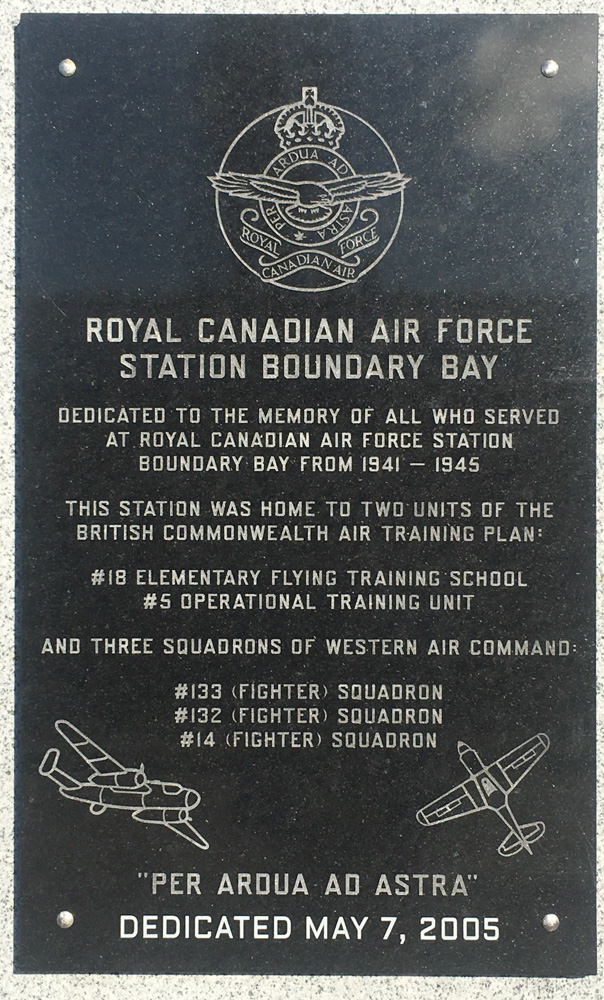 PER ARDUA AD ASTRA
ROYAL CANADIAN AIR FORCE
ROYAL CANADIAN AIR FORCE
STATION BOUNDARY BAY
DEDICATED TO THE MEMORY OF ALL WHO SERVED
AT ROYAL CANADIAN AIR FORCE STATION
BOUNDARY BAY FROM 1941 – 1945
THIS STATION WAS HOME TO TWO UNITS OF THE
BRITISH COMMONWEALTH AIR TRAINING PLAN:
#18 ELEMENTARY FLYING TRAINING SCHOOL
#5 OPERATIONAL TRAINING UNIT
AND THREE SQUADRONS OF WESTERN AIR COMMAND:
#133 (FIGHTER) SQUADRON
#132 (FIGHTER) SQUADRON
#14 (FIGHTER) SQUADRON
"PER ARDUA AD ASTRA"
DEDICATED MAY 7, 2005